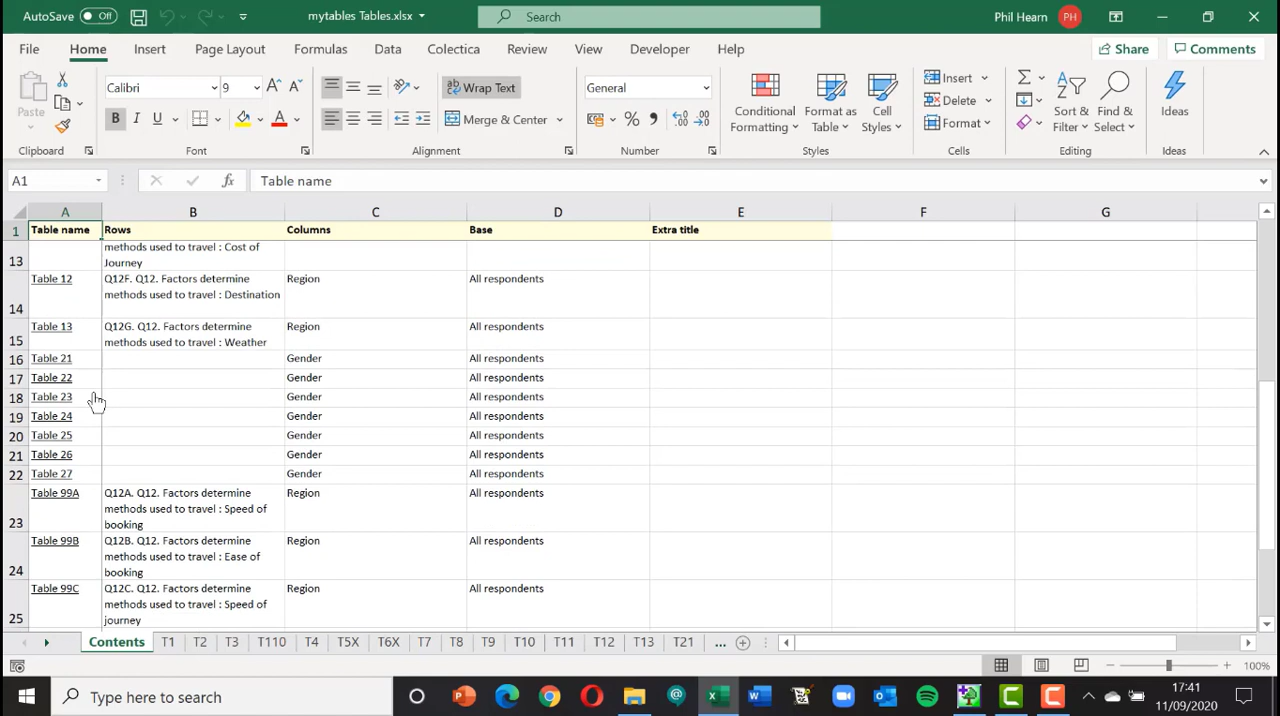 AutoSave Off mytables Tables.xlsx Search Phil Hearn PH
File Home Insert Page Layout Formulas Data Colectica Review View Developer Help Share Comments
Paste Calibri 9 A A B I U A
ab Wrap Text Merge & Center General % 9
Conditional Formatting Format as Table Cell Styles
Insert Delete Format
Sort & Filter Find & Select Ideas
Clipboard Font Alignment Number Styles Cells Editing Ideas
A1 fx Table name
A B C D E F G
1 Table name Rows Columns Base Extra title
methods used to travel : Cost of
13 Journey
Table 12 Q12F. Q12. Factors determine Region All respondents
methods used to travel : Destination
14
Table 13 Q12G. Q12. Factors determine Region All respondents
15 methods used to travel : Weather
16 Table 21 Gender All respondents
17 Table 22 Gender All respondents
18 Table 23 Gender All respondents
19 Table 24 Gender All respondents
20 Table 25 Gender All respondents
21 Table 26 Gender All respondents
22 Table 27 Gender All respondents
Table 99A Q12A. Q12. Factors determine Region All respondents
methods used to travel : Speed of
23 booking
Table 99B Q12B. Q12. Factors determine Region All respondents
methods used to travel : Ease of
24 booking
Table 99C Q12C. Q12. Factors determine Region All respondents
methods used to travel : Speed of
25 journey
Contents T1 T2 T3 T110 T4 T5X T6X T7 T8 T9 T10 T11 T12 T13 T21 ...
100%
Type here to search 17:41
11/09/2020